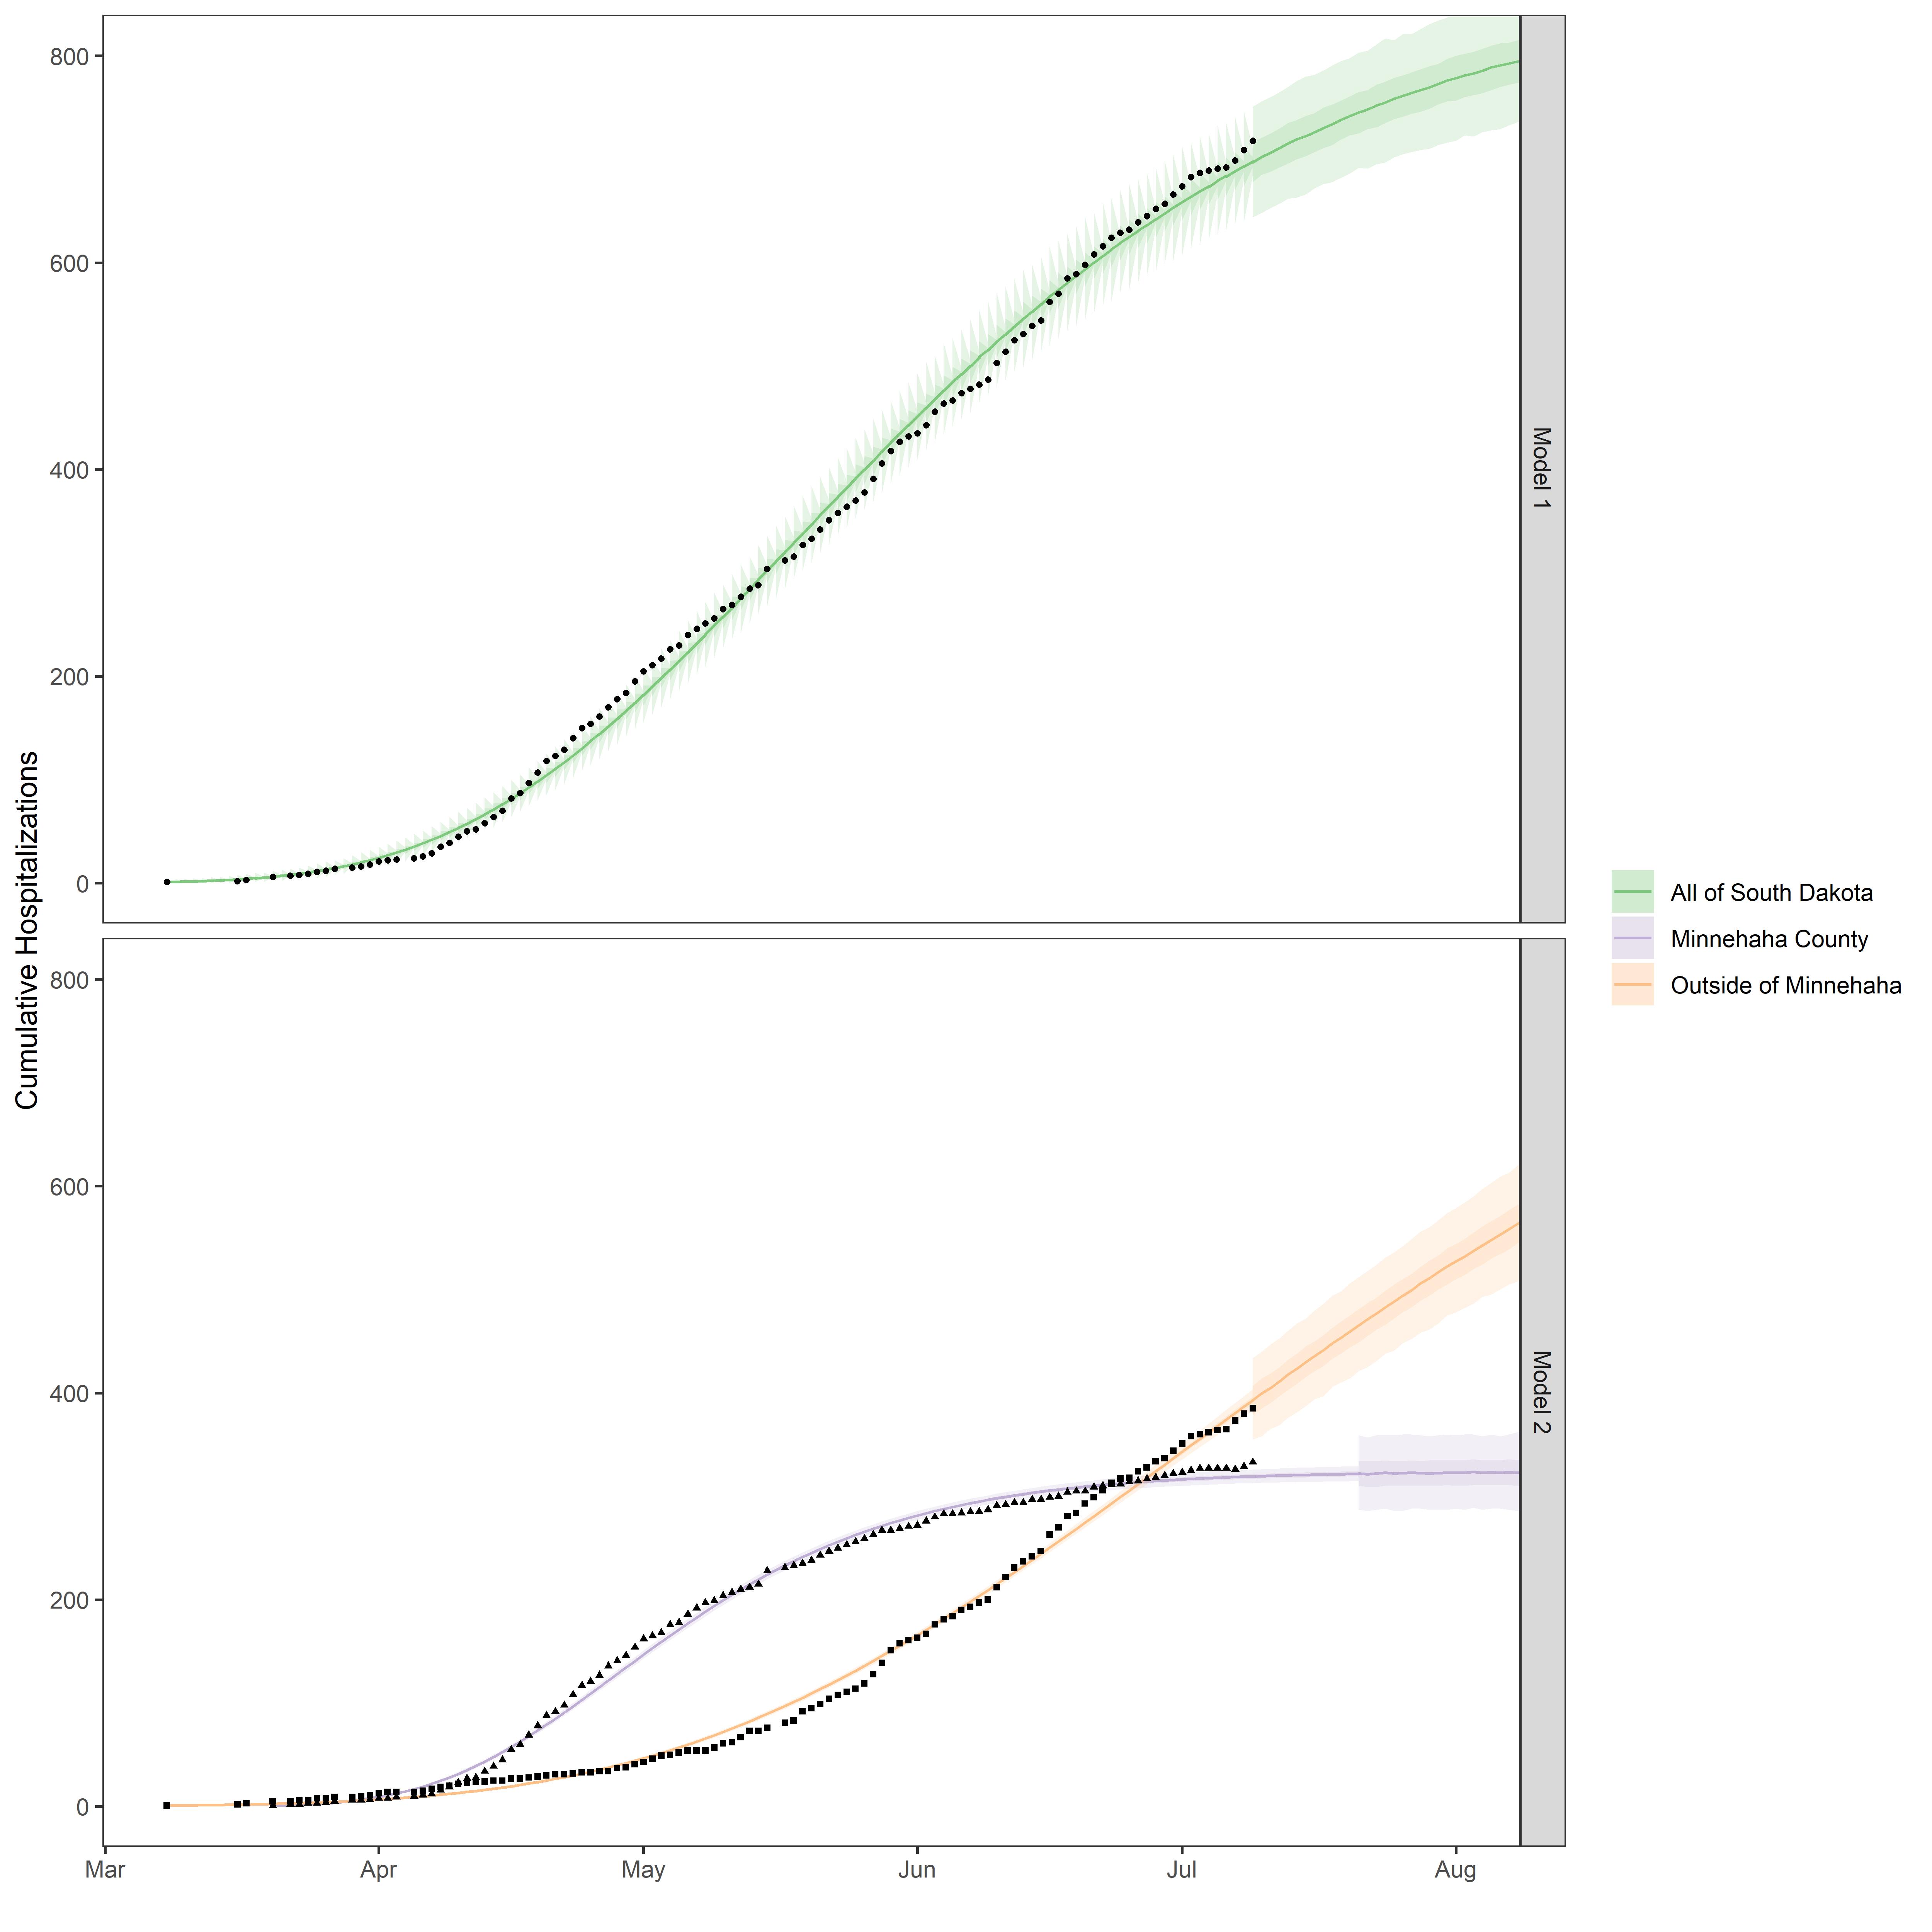 Cumulative Hospitalizations
800
600
400
200
0
Model 1
800
600
400
200
0
Model 2
Mar Apr May Jun Jul Aug
All of South Dakota
Minnehaha County
Outside of Minnehaha